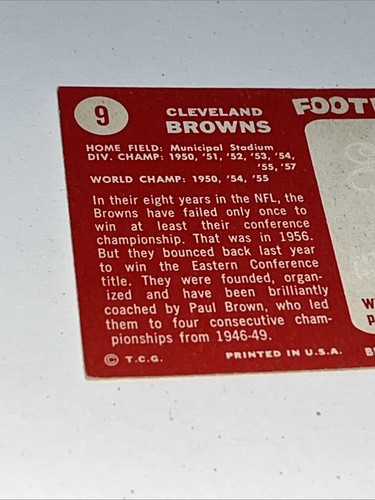 9
CLEVELAND
BROWNS
HOME FIELD: Municipal Stadium
DIV. CHAMP: 1950, '51, '52, '53, '54,
'55, '57
WORLD CHAMP: 1950, '54, '55
In their eight years in the NFL, the
Browns have failed only once to
win at least their conference
championship. That was in 1956.
But they bounced back last year
to win the Eastern Conference
title. They were founded, organ-
ized and have been brilliantly
coached by Paul Brown, who led
them to four consecutive cham-
pionships from 1946-49.
© T.C.G. PRINTED IN U.S.A.
FOOT